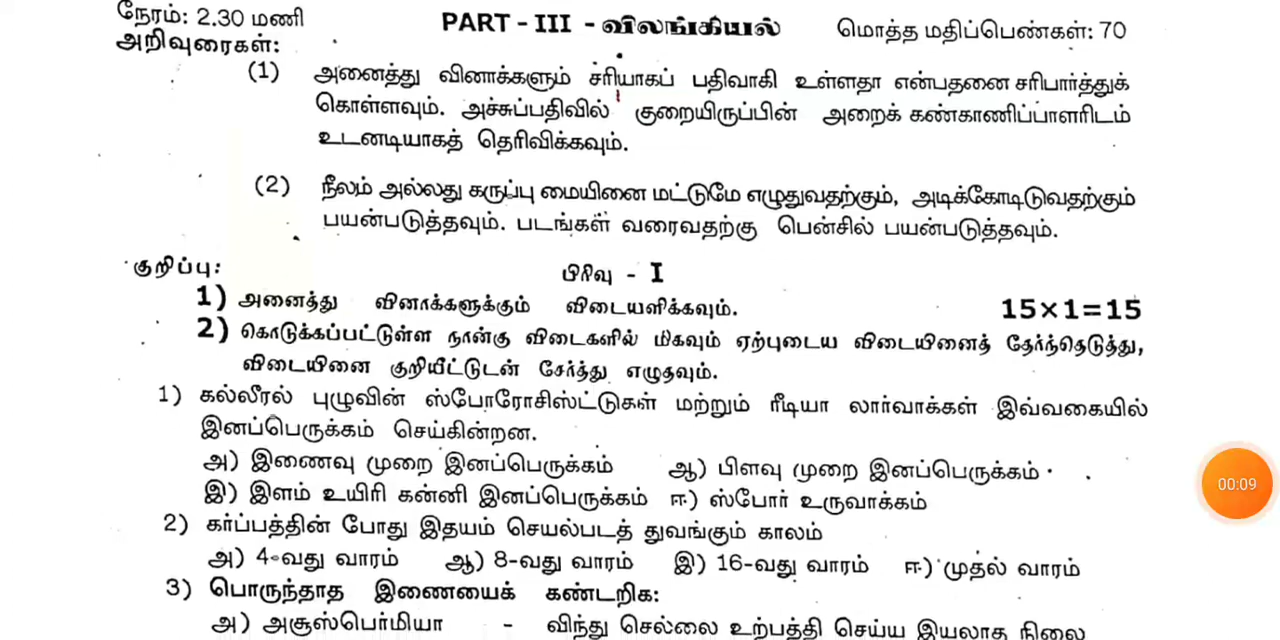 நேரம்: 2.30 மணி PART - III - விலங்கியல் மொத்த மதிப்பெண்கள்: 70
அறிவுரைகள்:
(1) அனைத்து வினாக்களும் சரியாகப் பதிவாகி உள்ளதா என்பதனை சரிபார்த்துக்
கொள்ளவும். அச்சுப்பதிவில் குறையிருப்பின் அறைக் கண்காணிப்பாளரிடம்
உடனடியாகத் தெரிவிக்கவும்.
(2) நீலம் அல்லது கருப்பு மையினை மட்டுமே எழுதுவதற்கும், அடிக்கோடிடுவதற்கும்
பயன்படுத்தவும். படங்கள் வரைவதற்கு பென்சில் பயன்படுத்தவும்.
குறிப்பு: பிரிவு - I
1) அனைத்து வினாக்களுக்கும் விடையளிக்கவும். 15×1=15
2) கொடுக்கப்பட்டுள்ள நான்கு விடைகளில் மிகவும் ஏற்புடைய விடையினைத் தேர்ந்தெடுத்து,
விடையினை குறியீட்டுடன் சேர்த்து எழுதவும்.
1) கல்லீரல் புழுவின் ஸ்போரோசிஸ்ட்டுகள் மற்றும் ரீடியா லார்வாக்கள் இவ்வகையில்
இனப்பெருக்கம் செய்கின்றன.
அ) இணைவு முறை இனப்பெருக்கம் ஆ) பிளவு முறை இனப்பெருக்கம்
இ) இளம் உயிரி கன்னி இனப்பெருக்கம் ஈ) ஸ்போர் உருவாக்கம்
2) கர்ப்பத்தின் போது இதயம் செயல்படத் துவங்கும் காலம்
அ) 4-வது வாரம் ஆ) 8-வது வாரம் இ) 16-வது வாரம் ஈ) முதல் வாரம்
3) பொருந்தாத இணையைக் கண்டறிக:
அ) அசூஸ்பெர்மியா - விந்து செல்லை உற்பத்தி செய்ய இயலாத நிலை
00:09